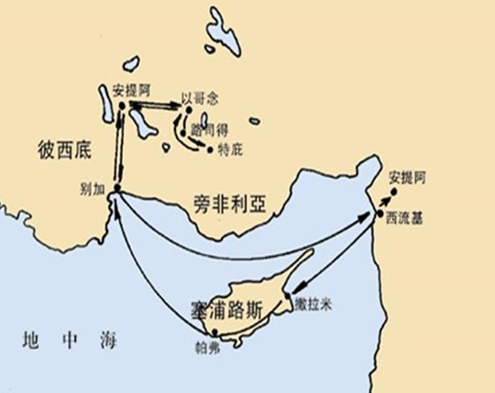 安提阿
以哥念
路司得
特庇
彼西底
别加
旁非利亞
安提阿
西流基
塞浦路斯
撒拉米
帕弗
地中海